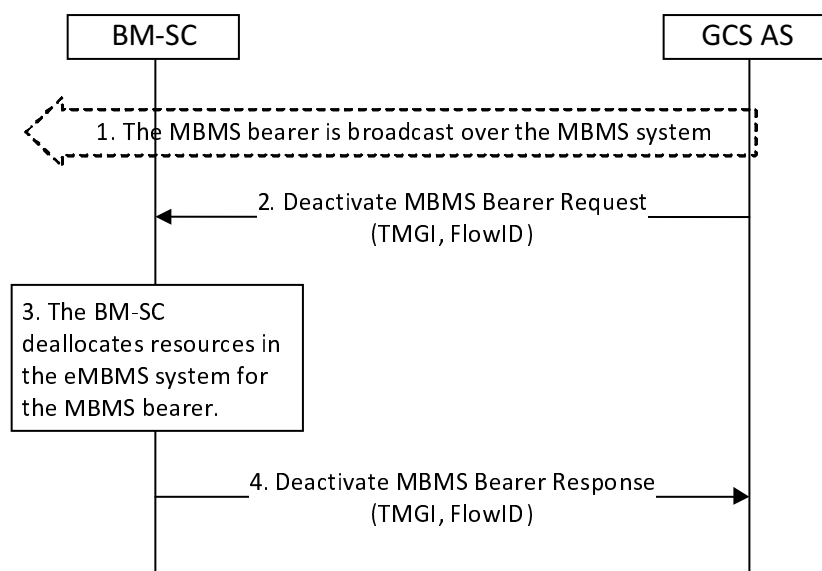 BM-SC
GCS AS
1. The MBMS bearer is broadcast over the MBMS system
2. Deactivate MBMS Bearer Request
(TMGI, FlowID)
3. The BM-SC
deallocates resources in
the eMBMS system for
the MBMS bearer.
4. Deactivate MBMS Bearer Response
(TMGI, FlowID)